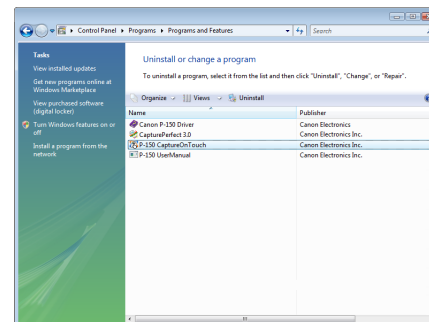 Control Panel ▸ Programs ▸ Programs and Features
Search
Tasks
View installed updates
Get new programs online at
Windows Marketplace
View purchased software
(digital locker)
Turn Windows features on or
off
Install a program from the
network
Uninstall or change a program
To uninstall a program, select it from the list and then click "Uninstall", "Change", or "Repair".
Organize Views Uninstall
Name Publisher
Canon P-150 Driver Canon Electronics
CapturePerfect 3.0 Canon Electronics Inc.
P-150 CaptureOnTouch Canon Electronics Inc.
P-150 UserManual Canon Electronics Inc.